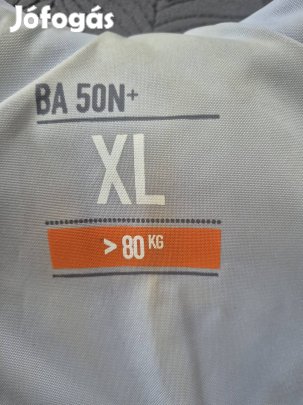 Jófogás
BA 50N+
XL
> 80 KG